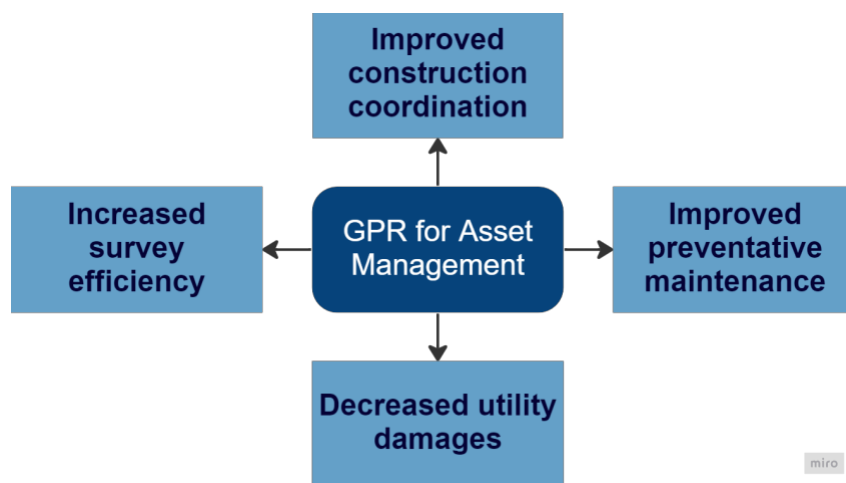 Improved
construction
coordination
Increased
survey
efficiency
GPR for Asset
Management
Improved
preventative
maintenance
Decreased utility
damages
miro